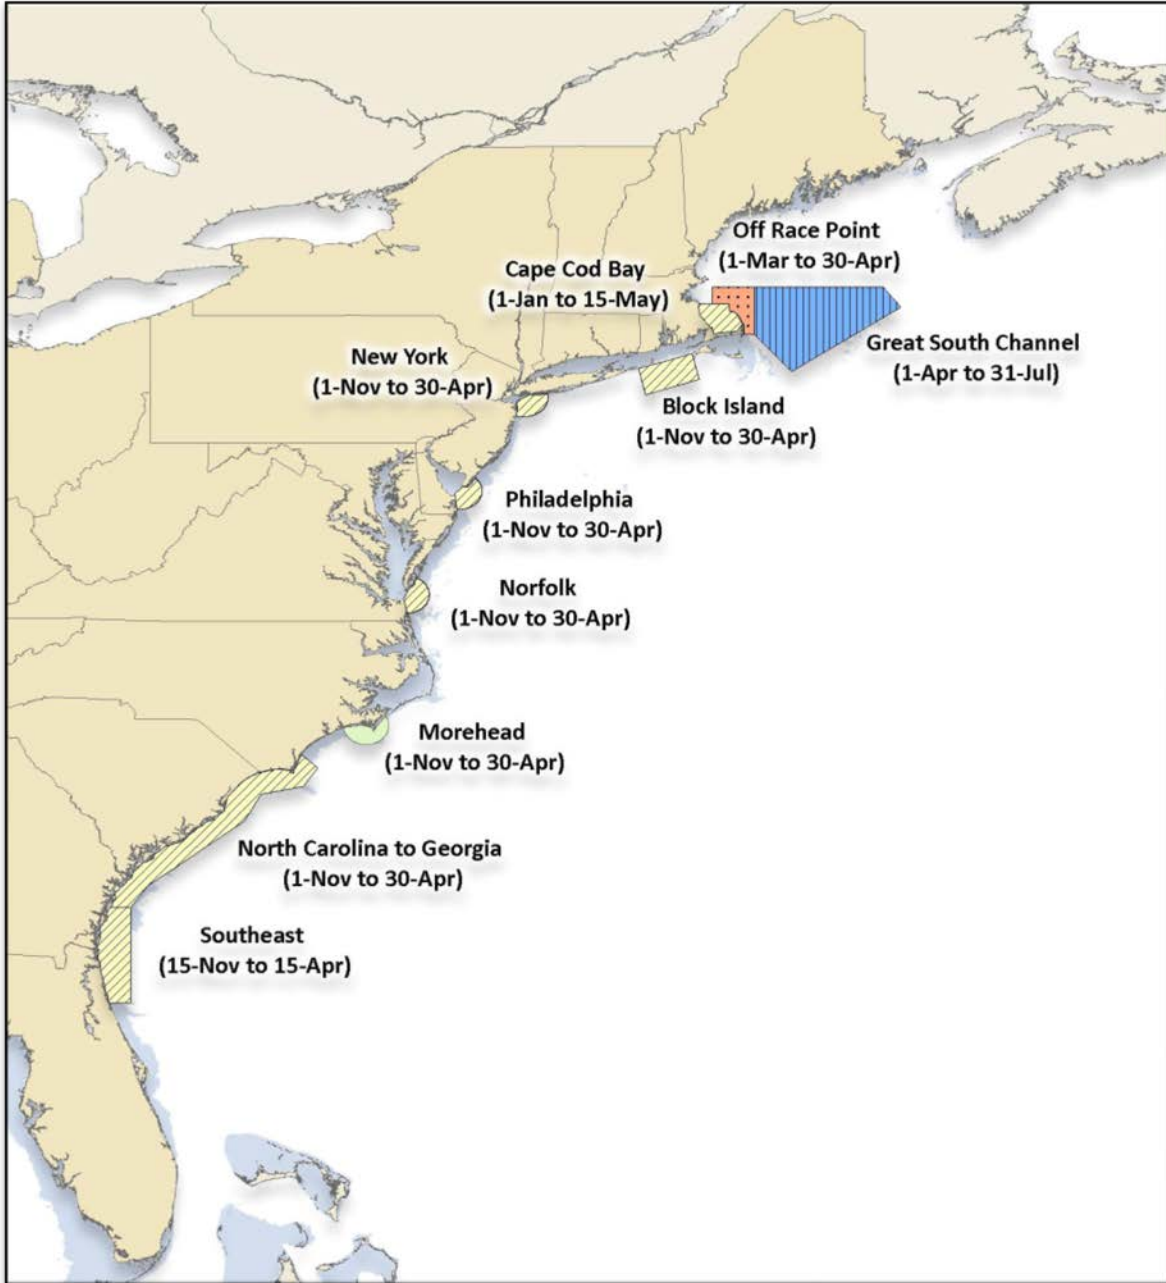 Off Race Point
(1-Mar to 30-Apr)
Cape Cod Bay
(1-Jan to 15-May)
Great South Channel
(1-Apr to 31-Jul)
New York
(1-Nov to 30-Apr)
Block Island
(1-Nov to 30-Apr)
Philadelphia
(1-Nov to 30-Apr)
Norfolk
(1-Nov to 30-Apr)
Morehead
(1-Nov to 30-Apr)
North Carolina to Georgia
(1-Nov to 30-Apr)
Southeast
(15-Nov to 15-Apr)